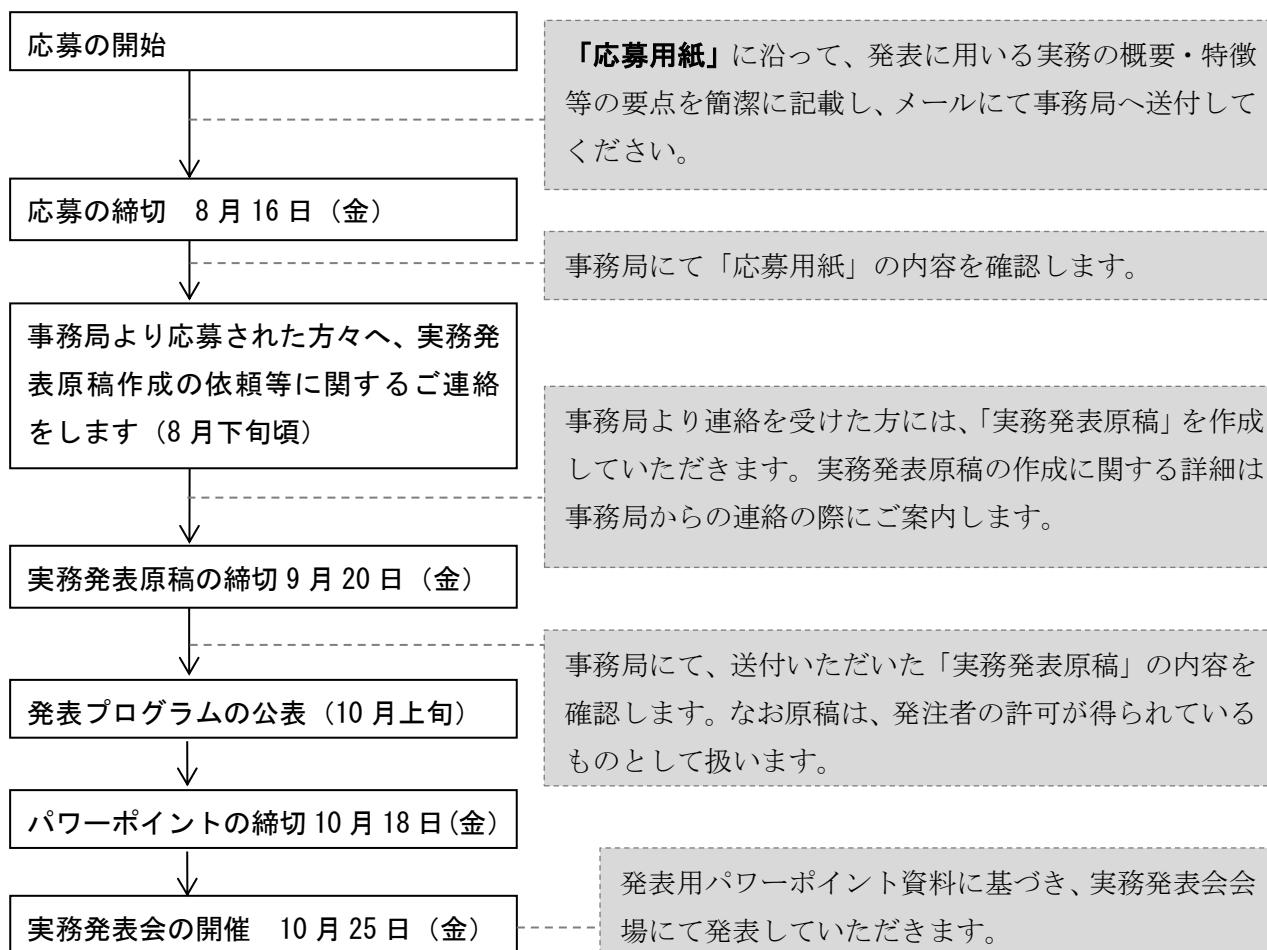 応募の開始
「応募用紙」に沿って、発表に用いる実務の概要・特徴
等の要点を簡潔に記載し、メールにて事務局へ送付して
ください。
応募の締切　8月16日（金）
事務局にて「応募用紙」の内容を確認します。
事務局より応募された方々へ、実務発
表原稿作成の依頼等に関するご連絡
をします（8月下旬頃）
事務局より連絡を受けた方には、「実務発表原稿」を作成
していただきます。実務発表原稿の作成に関する詳細は
事務局からの連絡の際にご案内します。
実務発表原稿の締切9月20日（金）
事務局にて、送付いただいた「実務発表原稿」の内容を
確認します。なお原稿は、発注者の許可が得られている
ものとして扱います。
発表プログラムの公表（10月上旬）
パワーポイントの締切10月18日(金)
発表用パワーポイント資料に基づき、実務発表会会
場にて発表していただきます。
実務発表会の開催　10月25日（金）